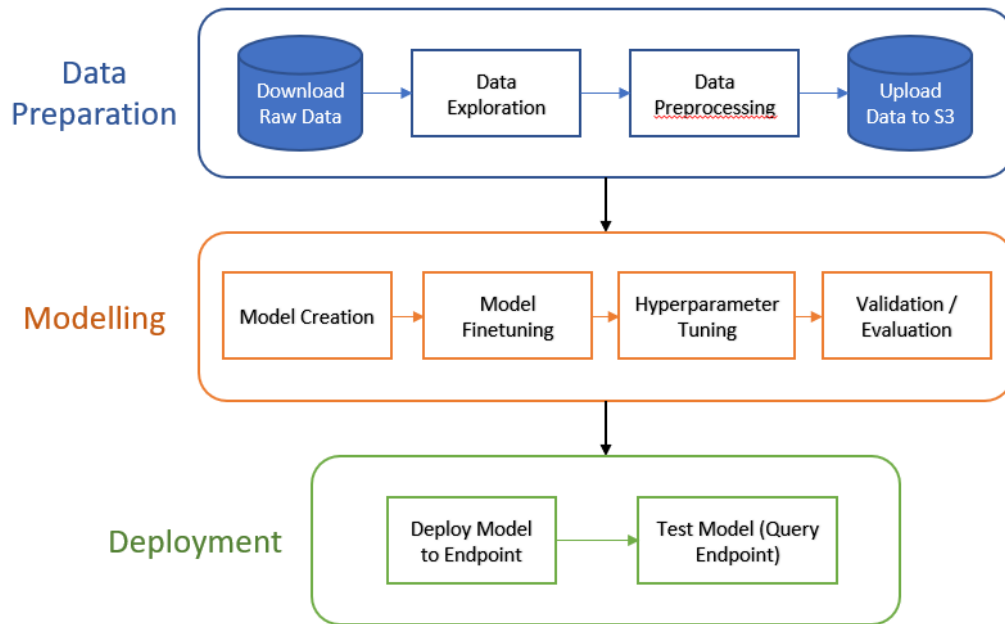 Data
Preparation
Download
Raw Data
Data
Exploration
Data
Preprocessing
Upload
Data to S3
Modelling
Model Creation
Model
Finetuning
Hyperparameter
Tuning
Validation /
Evaluation
Deployment
Deploy Model
to Endpoint
Test Model (Query
Endpoint)